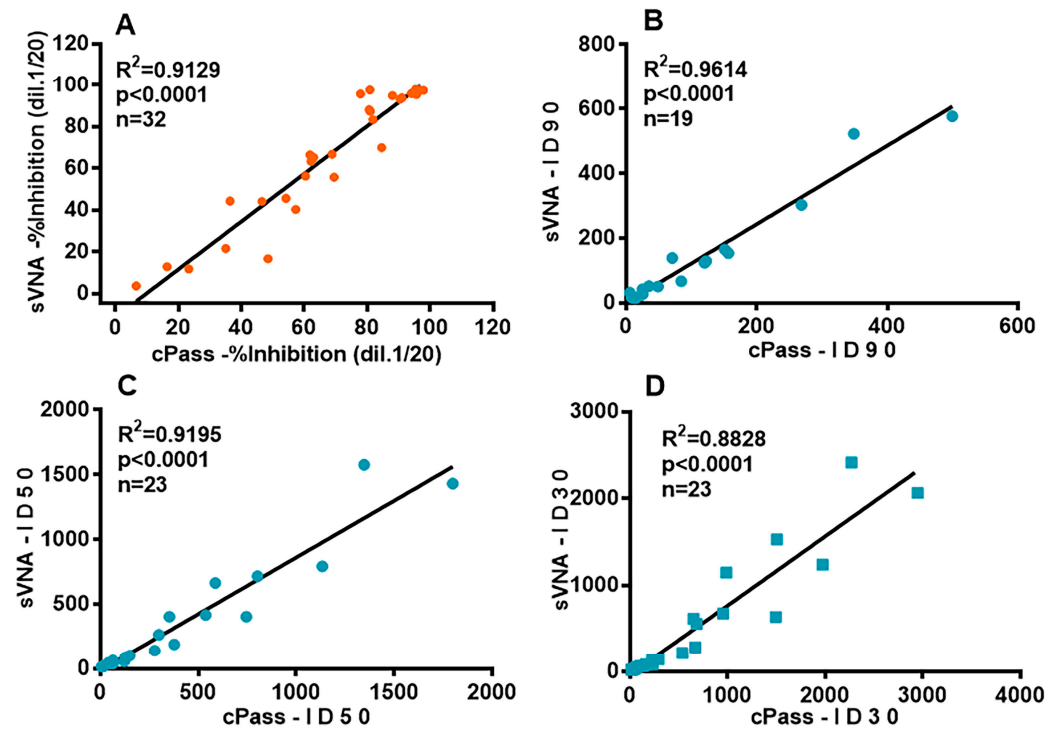 A
sVNA -%Inhibition (dil.1/20)
120
100
80
60
40
20
0
R²=0.9129
p<0.0001
n=32
0 20 40 60 80 100 120
cPass -%Inhibition (dil.1/20)
B
sVNA - I D 9 0
800
600
400
200
0
R²=0.9614
p<0.0001
n=19
0 200 400 600
cPass - I D 9 0
C
sVNA - I D 5 0
2000
1500
1000
500
0
R²=0.9195
p<0.0001
n=23
0 500 1000 1500 2000
cPass - I D 5 0
D
sVNA - I D 3 0
3000
2000
1000
0
R²=0.8828
p<0.0001
n=23
0 1000 2000 3000 4000
cPass - I D 3 0